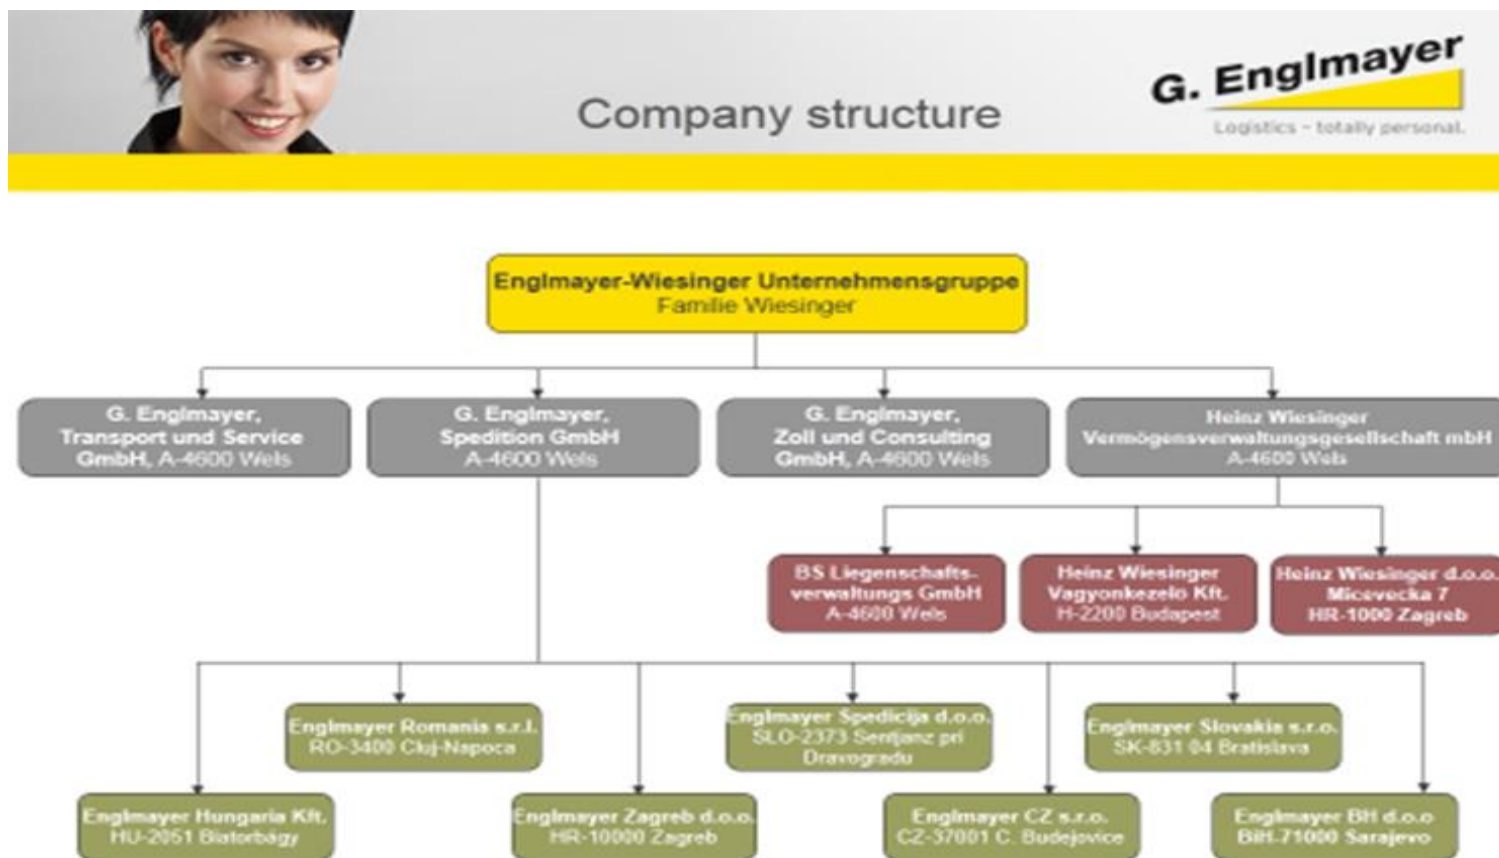 Company structure
G. Englmayer
Logistics – totally personal.
Englmayer-Wiesinger Unternehmensgruppe
Familie Wiesinger
G. Englmayer,
Transport und Service
GmbH, A-4600 Wels
G. Englmayer,
Spedition GmbH
A-4600 Wels
G. Englmayer,
Zoll und Consulting
GmbH, A-4600 Wels
Heinz Wiesinger
Vermögensverwaltungsgesellschaft mbH
A-4600 Wels
BS Liegenschafts-
verwaltungs GmbH
A-4600 Wels
Heinz Wiesinger
Vagyonkezelö Kft.
H-2200 Budapest
Heinz Wiesinger d.o.o.
Micevecka 7
HR-1000 Zagreb
Englmayer Romania s.r.l.
RO-3400 Cluj-Napoca
Englmayer Spedicija d.o.o.
SLO-2373 Sentjanz pri
Dravogradu
Englmayer Slovakia s.r.o.
SK-831 04 Bratislava
Englmayer Hungaria Kft.
HU-2051 Biatorbágy
Englmayer Zagreb d.o.o.
HR-10000 Zagreb
Englmayer CZ s.r.o.
CZ-37001 C. Budejovice
Englmayer BH d.o.o
BiH-71000 Sarajevo